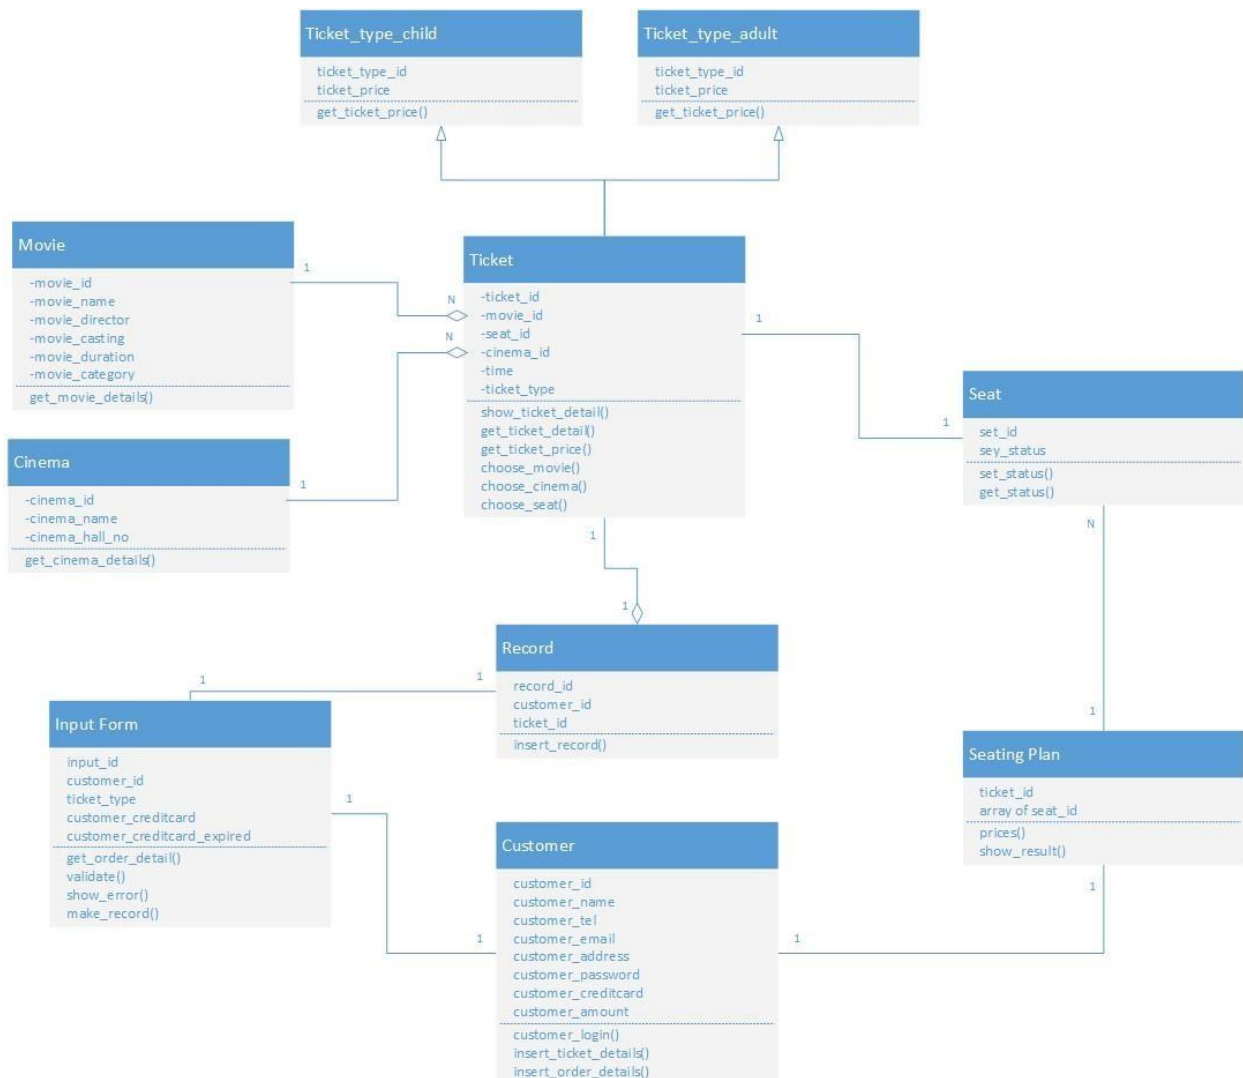 Ticket_type_child
ticket_type_id
ticket_price
get_ticket_price()
Ticket_type_adult
ticket_type_id
ticket_price
get_ticket_price()
Movie
-movie_id
-movie_name
-movie_director
-movie_casting
-movie_duration
-movie_category
get_movie_details()
1
N
Ticket
-ticket_id
-movie_id
-seat_id
-cinema_id
-time
-ticket_type
show_ticket_detail()
get_ticket_detail()
get_ticket_price()
choose_movie()
choose_cinema()
choose_seat()
1
1
N
Seat
set_id
sey_status
set_status()
get_status()
Cinema
-cinema_id
-cinema_name
-cinema_hall_no
get_cinema_details()
1
1
1
N
Record
record_id
customer_id
ticket_id
insert_record()
1
1
Input Form
input_id
customer_id
ticket_type
customer_creditcard
customer_creditcard_expired
get_order_detail()
validate()
show_error()
make_record()
1
1
1
Seating Plan
ticket_id
array of seat_id
prices()
show_result()
1
1
Customer
customer_id
customer_name
customer_tel
customer_email
customer_address
customer_password
customer_creditcard
customer_amount
customer_login()
insert_ticket_details()
insert_order_details()